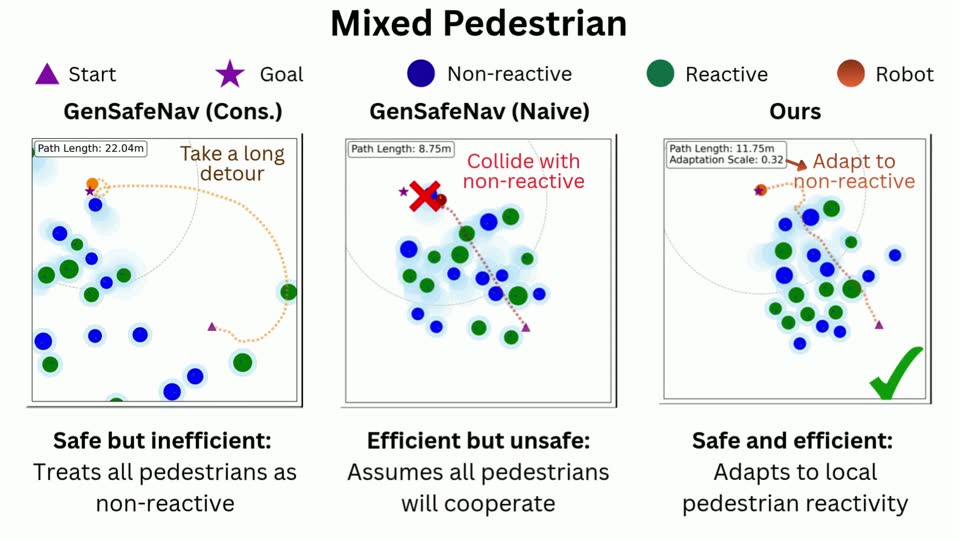 Mixed Pedestrian
Start
Goal
Non-reactive
Reactive
Robot
GenSafeNav (Cons.)
GenSafeNav (Naive)
Ours
Path Length: 22.04m
Take a long
detour
Path Length: 8.75m
Collide with
non-reactive
Path Length: 11.75m
Adaptation Scale: 0.32
Adapt to
non-reactive
Safe but inefficient:
Treats all pedestrians as
non-reactive
Efficient but unsafe:
Assumes all pedestrians
will cooperate
Safe and efficient:
Adapts to local
pedestrian reactivity